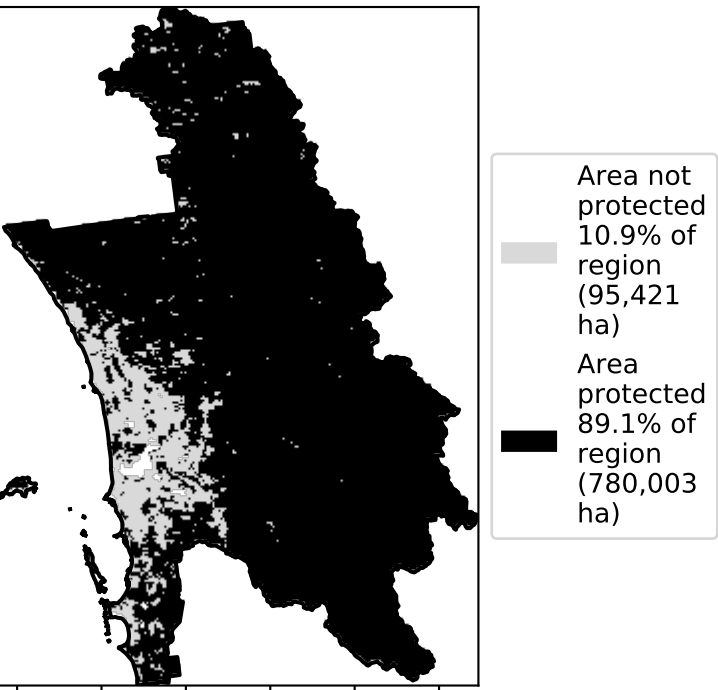 Area not
protected
10.9% of
region
(95,421
ha)
Area
protected
89.1% of
region
(780,003
ha)